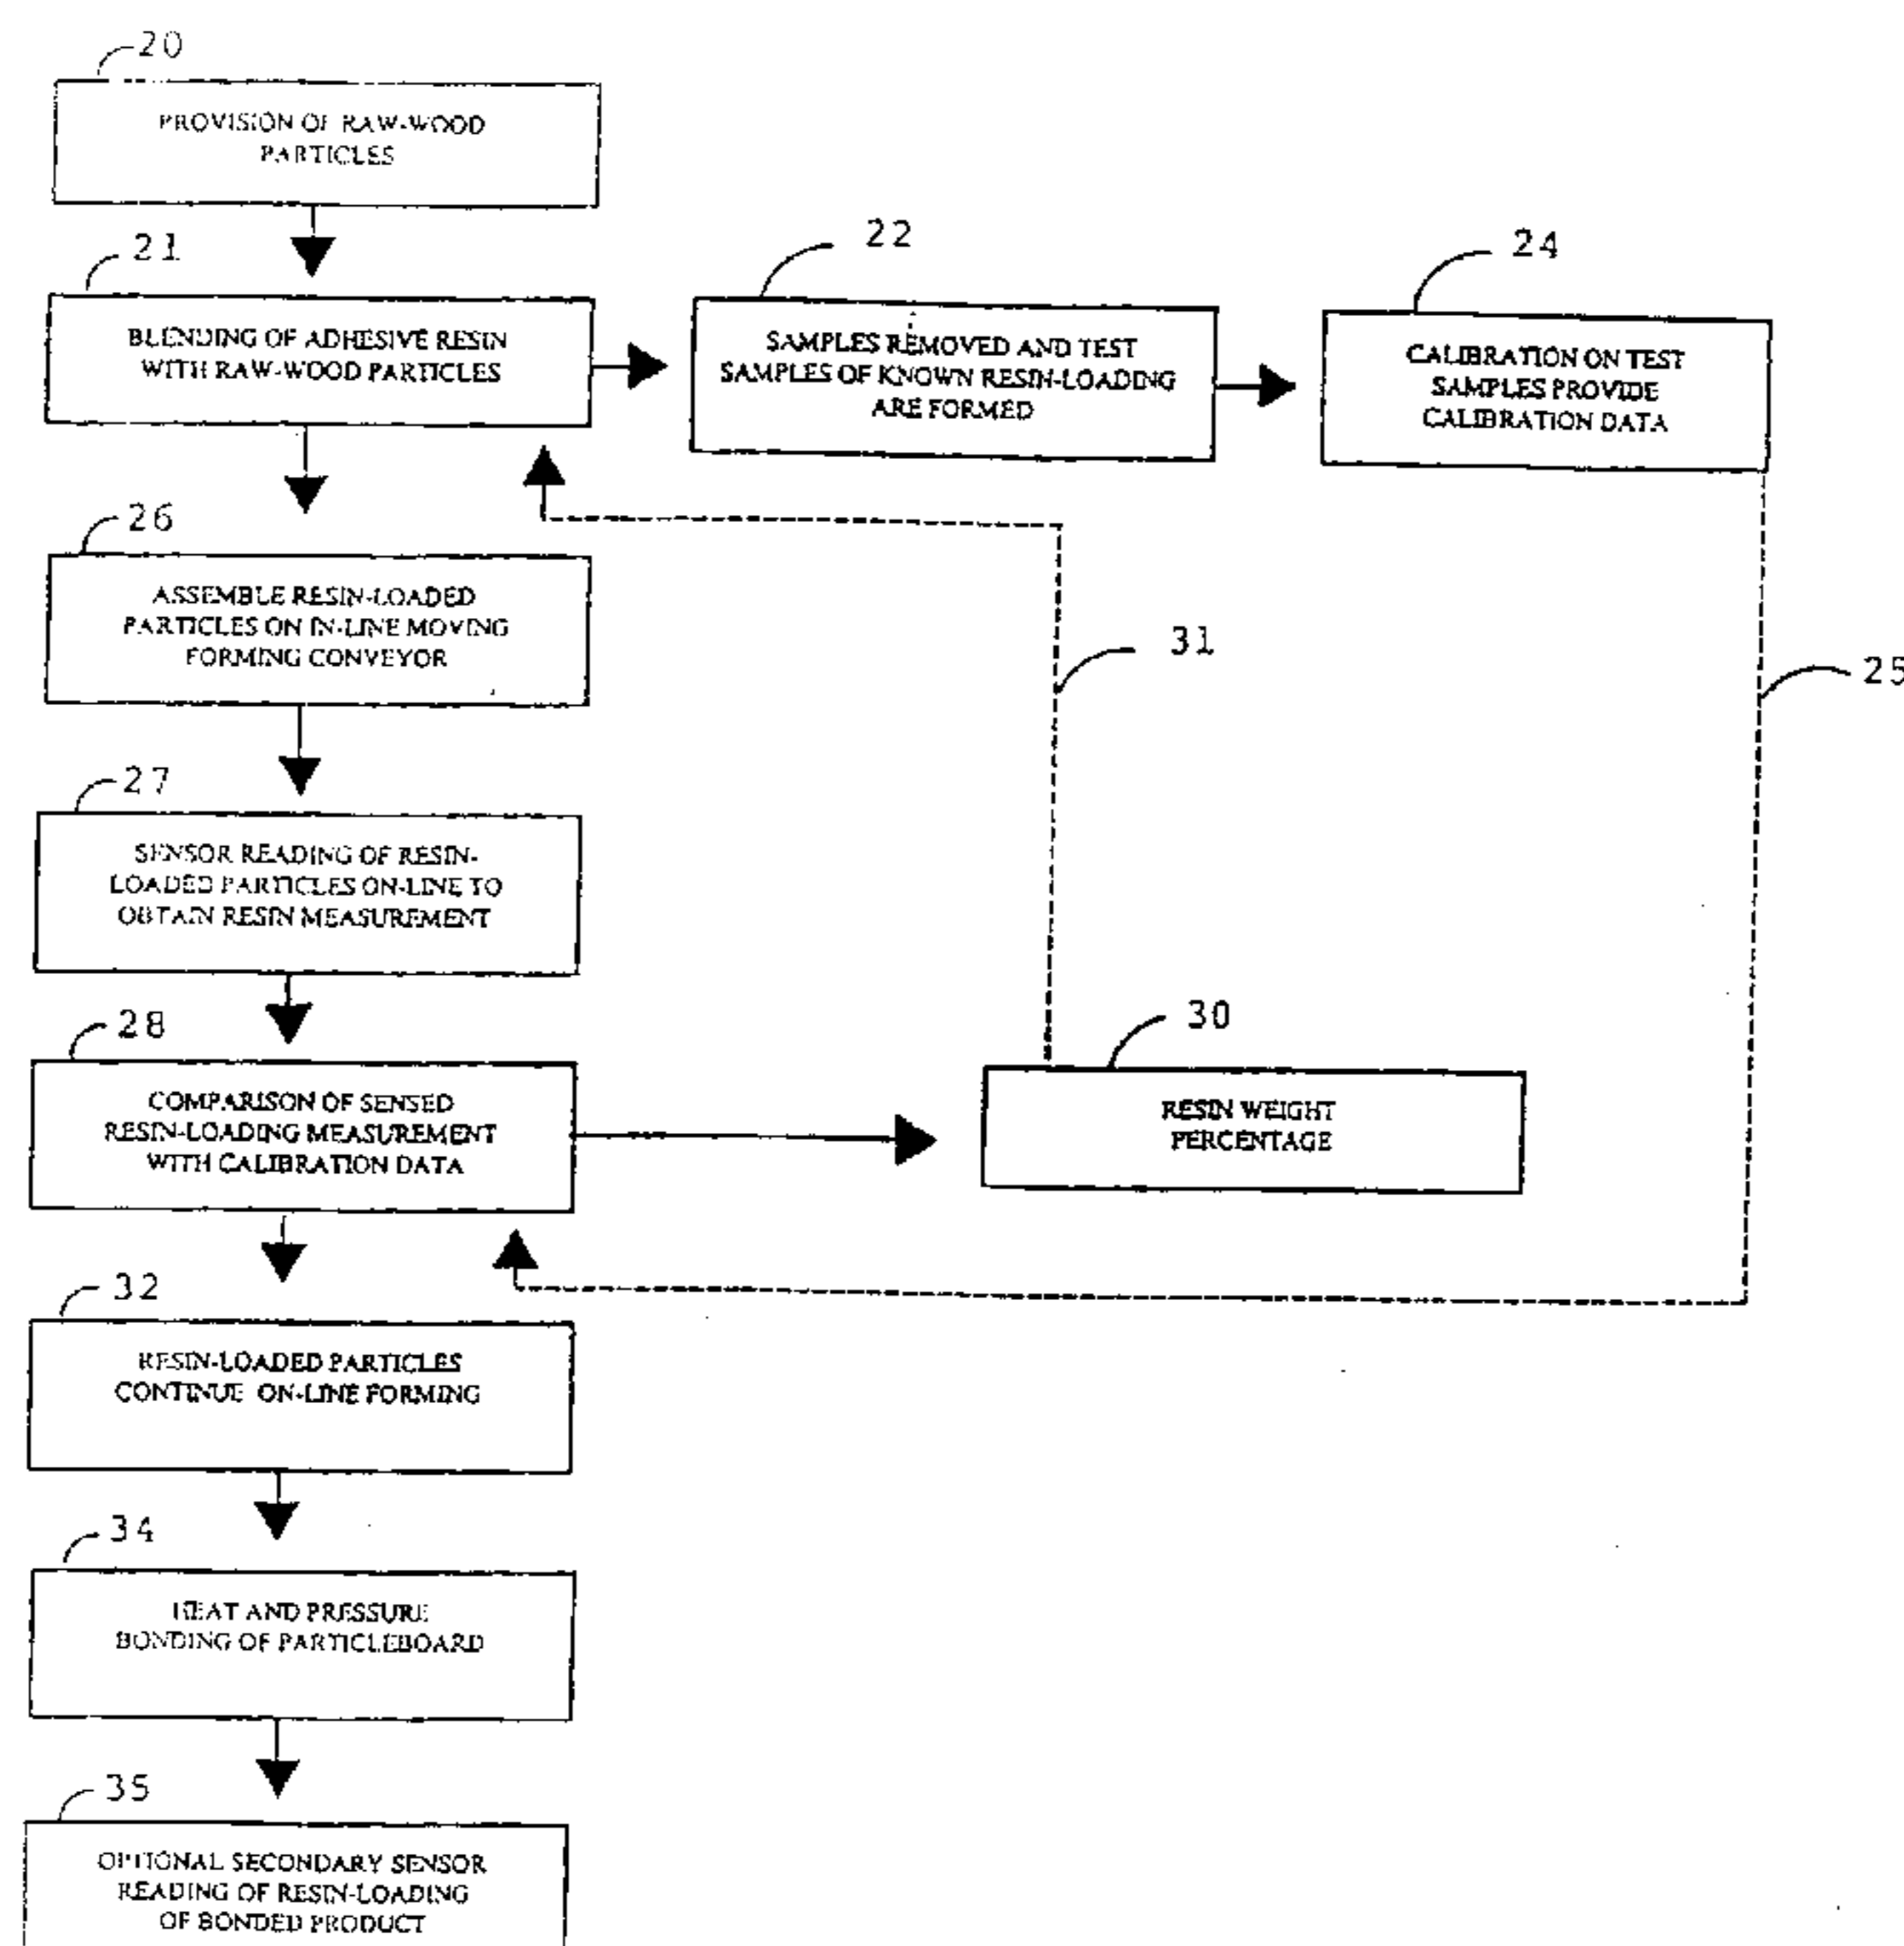 20
PROVISION OF RAW-WOOD
PARTICLES
21
BLENDING OF ADHESIVE RESIN
WITH RAW-WOOD PARTICLES
22
SAMPLES REMOVED AND TEST
SAMPLES OF KNOWN RESIN-LOADING
ARE FORMED
24
CALIBRATION ON TEST
SAMPLES PROVIDE
CALIBRATION DATA
26
ASSEMBLE RESIN-LOADED
PARTICLES ON IN-LINE MOVING
FORMING CONVEYOR
31
25
27
SENSOR READING OF RESIN-
LOADED PARTICLES ON-LINE TO
OBTAIN RESIN MEASUREMENT
28
COMPARISON OF SENSED
RESIN-LOADING MEASUREMENT
WITH CALIBRATION DATA
30
RESIN WEIGHT
PERCENTAGE
32
RESIN-LOADED PARTICLES
CONTINUE ON-LINE FORMING
34
HEAT AND PRESSURE
BONDING OF PARTICLEBOARD
35
OPTIONAL SECONDARY SENSOR
READING OF RESIN-LOADING
OF BONDED PRODUCT